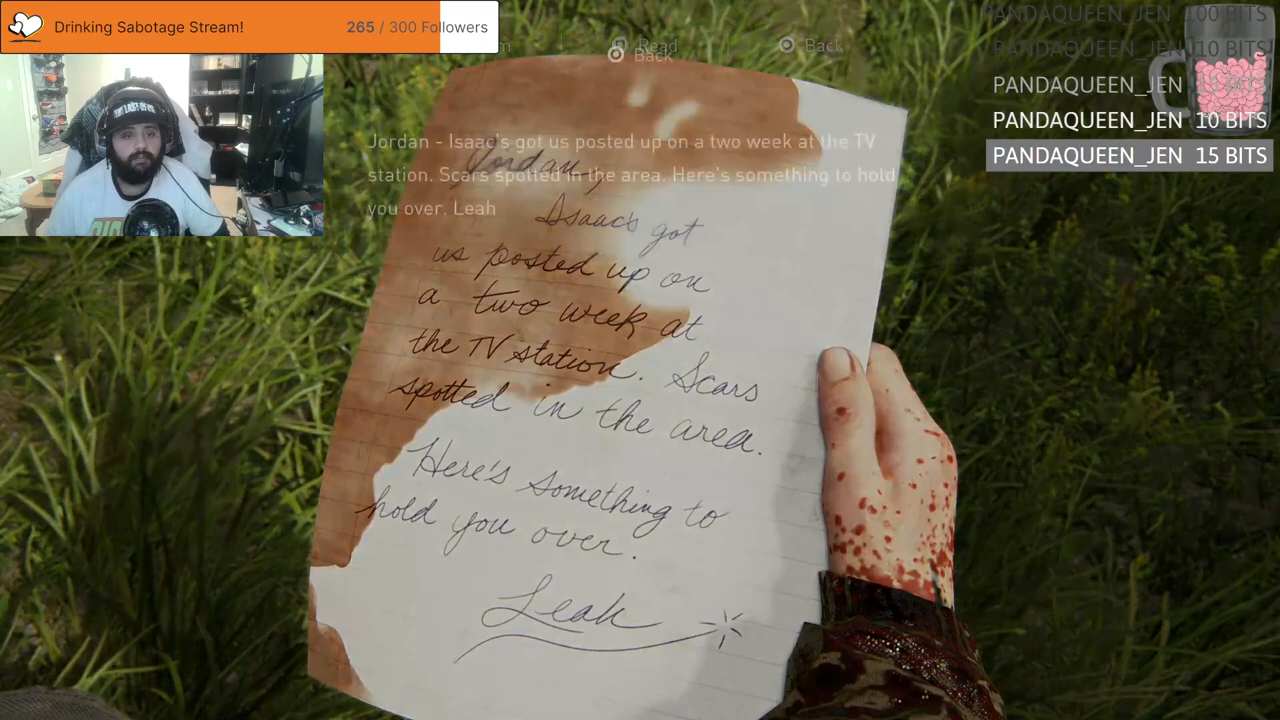 Drinking Sabotage Stream!
265 / 300 Followers
Read
Back
Back
PANDAQUEEN_JEN 100 BITS
PANDAQUEEN_JEN 10 BITS
PANDAQUEEN_JEN
PANDAQUEEN_JEN 10 BITS
PANDAQUEEN_JEN 15 BITS
Jordan - Isaac's got us posted up on a two week at the TV
station. Scars spotted in the area. Here's something to hold
you over. Leah
Jordan,
Isaac's got
us posted up on
a two week at
the TV station. Scars
spotted in the area.
Here's something to
hold you over.
Leah